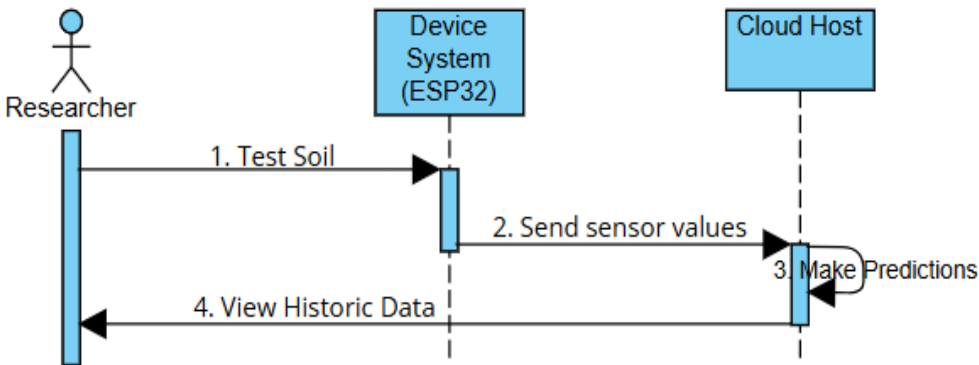 Researcher
Device
System
(ESP32)
Cloud Host
1. Test Soil
2. Send sensor values
3. Make Predictions
4. View Historic Data